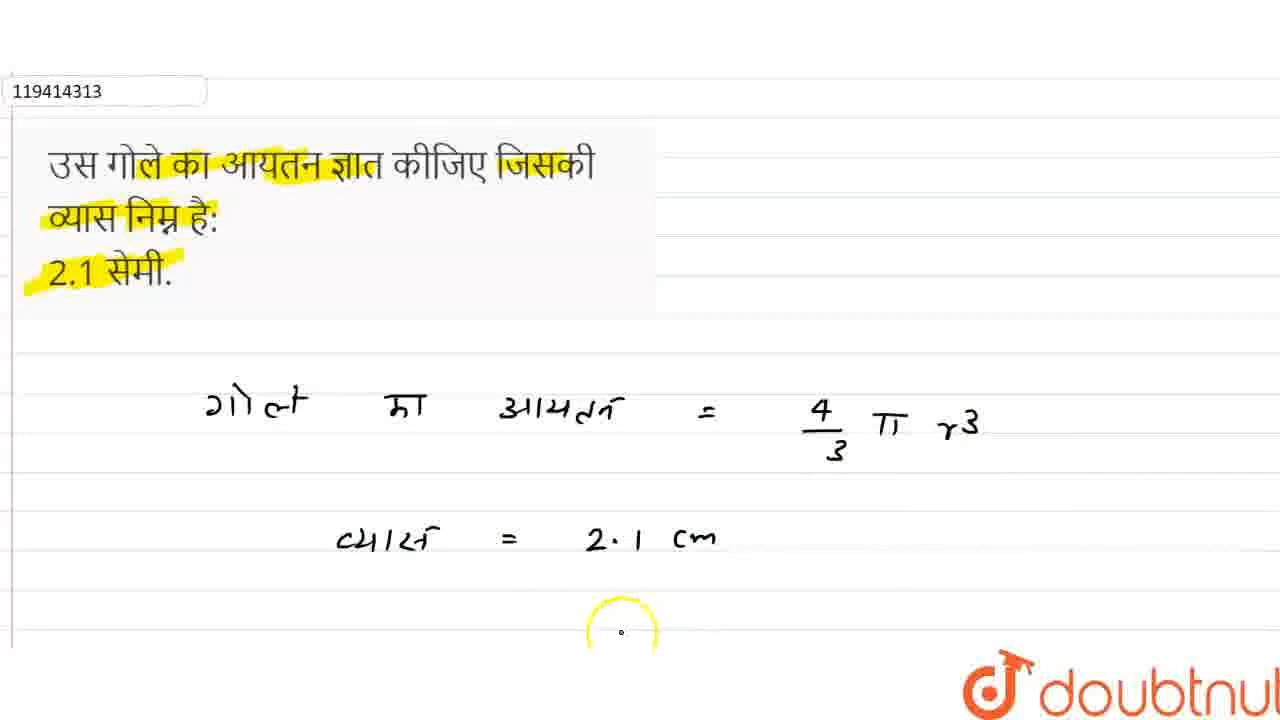 119414313
उस गोले का आयतन ज्ञात कीजिए जिसकी
व्यास निम्न है:
2.1 सेमी.
गोले का आयतन = 4/3 π r3
व्यास = 2.1 cm
doubtnut